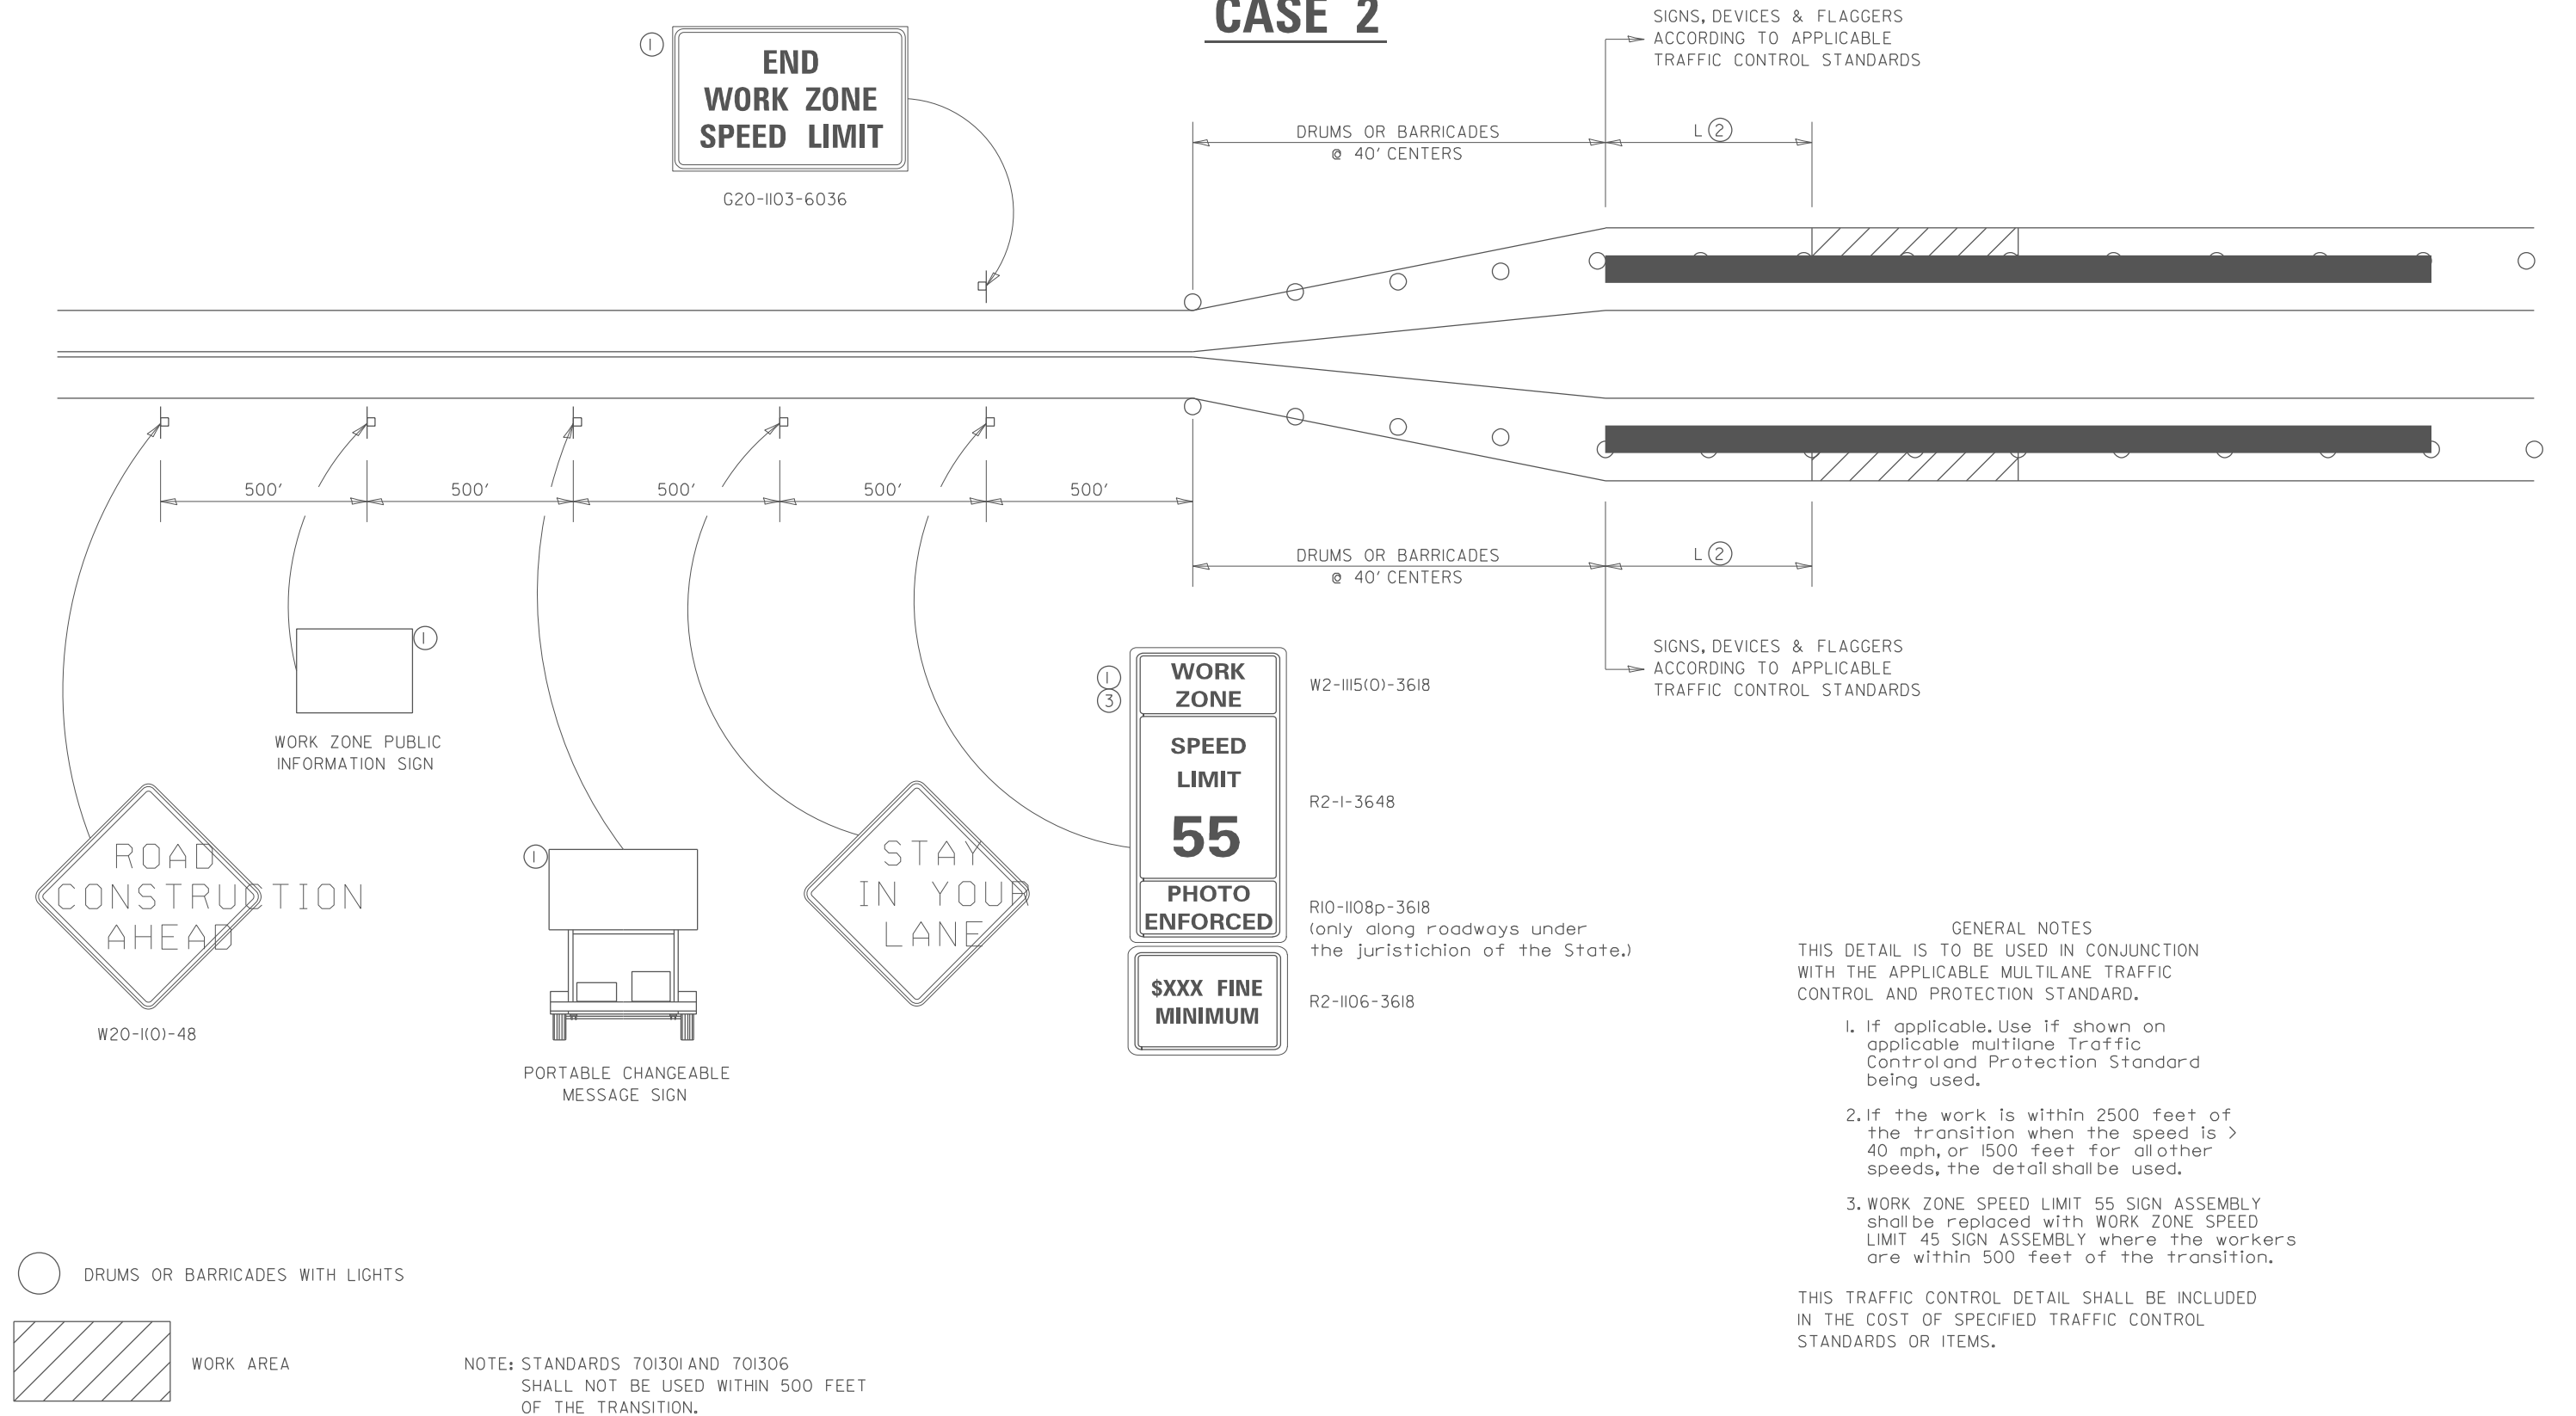 CASE 2
SIGNS, DEVICES & FLAGGERS
ACCORDING TO APPLICABLE
TRAFFIC CONTROL STANDARDS
1
END
WORK ZONE
SPEED LIMIT
G20-1103-6036
DRUMS OR BARRICADES
@ 40' CENTERS
L 2
500'
500'
500'
500'
500'
DRUMS OR BARRICADES
@ 40' CENTERS
L 2
SIGNS, DEVICES & FLAGGERS
ACCORDING TO APPLICABLE
TRAFFIC CONTROL STANDARDS
1
WORK ZONE PUBLIC
INFORMATION SIGN
ROAD
CONSTRUCTION
AHEAD
W20-1(O)-48
1
PORTABLE CHANGEABLE
MESSAGE SIGN
STAY
IN YOUR
LANE
1
3
WORK
ZONE
W2-1115(O)-3618
SPEED
LIMIT
55
R2-1-3648
PHOTO
ENFORCED
R10-1108p-3618
(only along roadways under
the juristichion of the State.)
$XXX FINE
MINIMUM
R2-1106-3618
GENERAL NOTES
THIS DETAIL IS TO BE USED IN CONJUNCTION
WITH THE APPLICABLE MULTILANE TRAFFIC
CONTROL AND PROTECTION STANDARD.
1. If applicable. Use if shown on
applicable multilane Traffic
Control and Protection Standard
being used.
2. If the work is within 2500 feet of
the transition when the speed is >
40 mph, or 1500 feet for all other
speeds, the detail shall be used.
3. WORK ZONE SPEED LIMIT 55 SIGN ASSEMBLY
shall be replaced with WORK ZONE SPEED
LIMIT 45 SIGN ASSEMBLY where the workers
are within 500 feet of the transition.
THIS TRAFFIC CONTROL DETAIL SHALL BE INCLUDED
IN THE COST OF SPECIFIED TRAFFIC CONTROL
STANDARDS OR ITEMS.
DRUMS OR BARRICADES WITH LIGHTS
WORK AREA
NOTE: STANDARDS 701301 AND 701306
SHALL NOT BE USED WITHIN 500 FEET
OF THE TRANSITION.